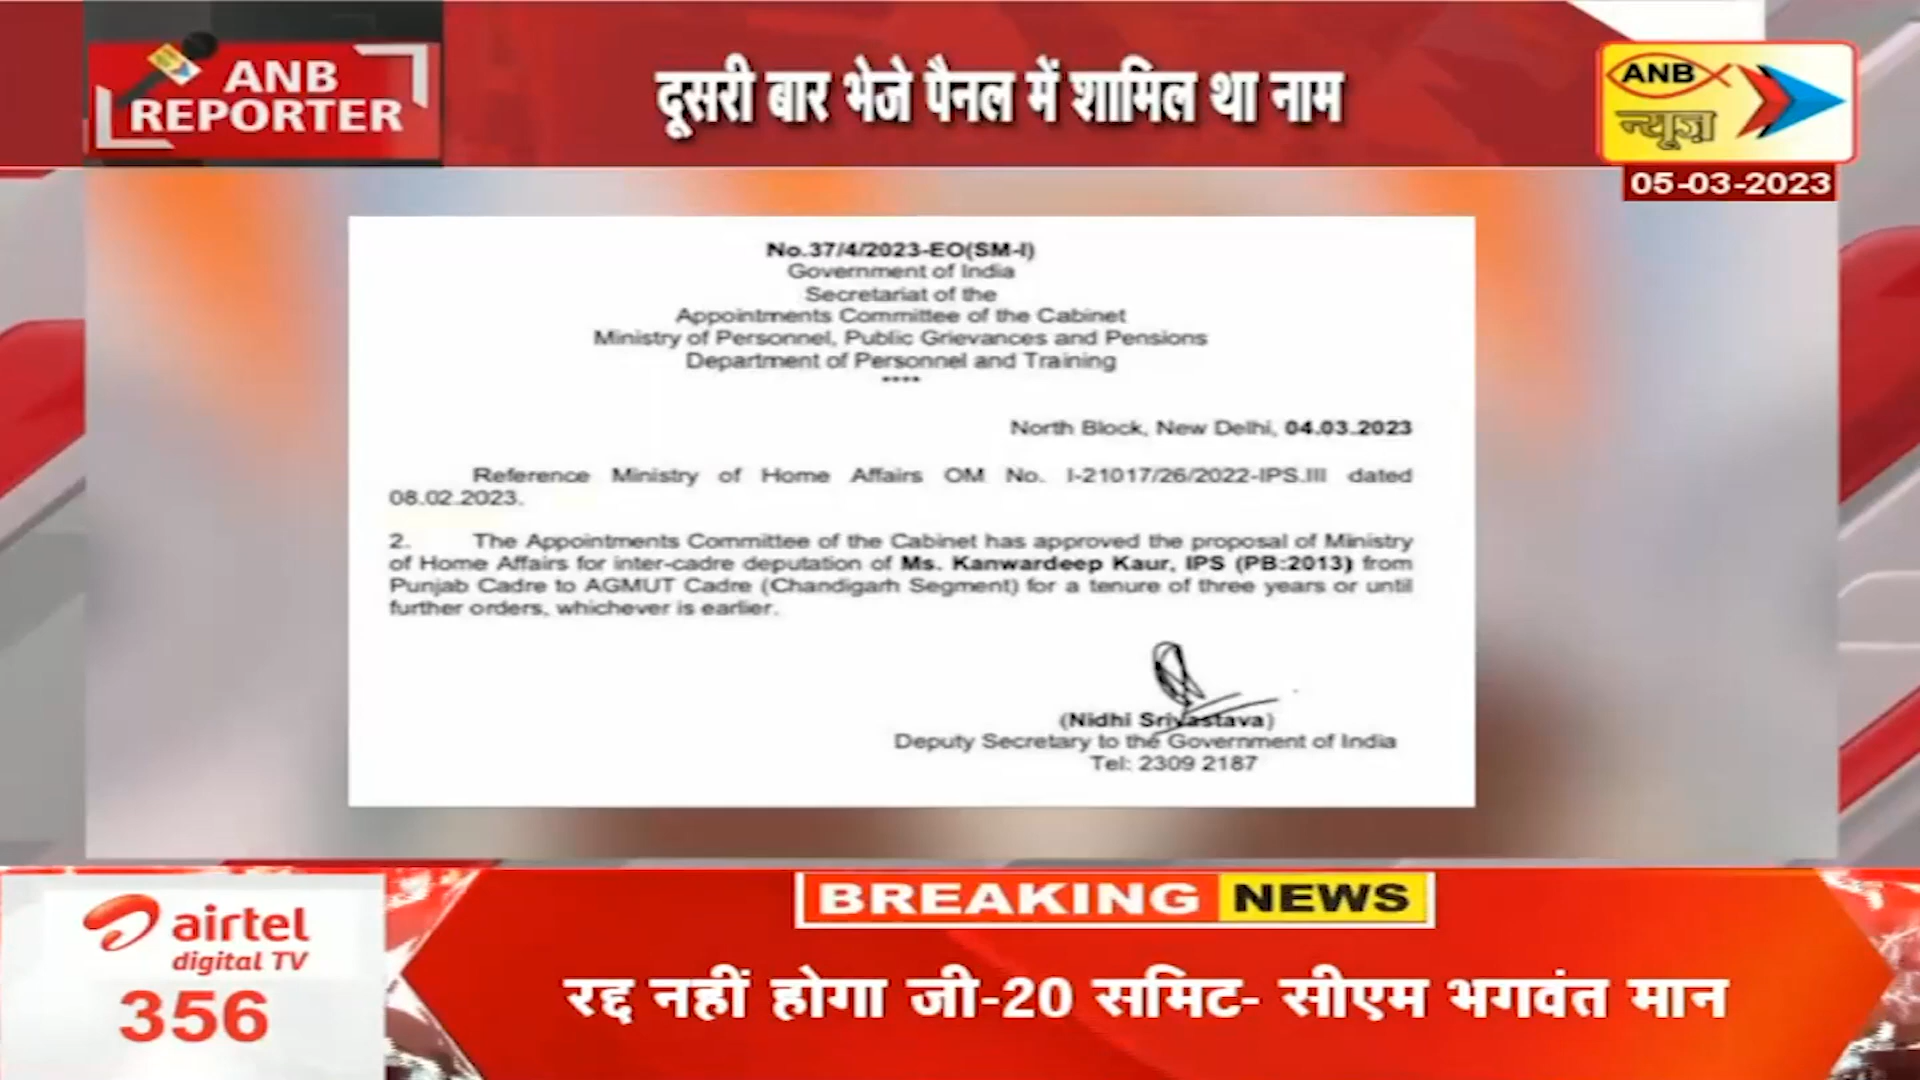 ANB
REPORTER
दूसरी बार भेजे पैनल में शामिल था नाम
ANB
न्यूज़
05-03-2023
No.37/4/2023-EO(SM-I)
Government of India
Secretariat of the
Appointments Committee of the Cabinet
Ministry of Personnel, Public Grievances and Pensions
Department of Personnel and Training
****
North Block, New Delhi, 04.03.2023
Reference Ministry of Home Affairs OM No. I-21017/26/2022-IPS.III dated
08.02.2023.
2. The Appointments Committee of the Cabinet has approved the proposal of Ministry
of Home Affairs for inter-cadre deputation of Ms. Kanwardeep Kaur, IPS (PB:2013) from
Punjab Cadre to AGMUT Cadre (Chandigarh Segment) for a tenure of three years or until
further orders, whichever is earlier.
(Nidhi Srivastava)
Deputy Secretary to the Government of India
Tel: 2309 2187
BREAKING NEWS
airtel
digital TV
356
रद्द नहीं होगा जी-20 समिट- सीएम भगवंत मान